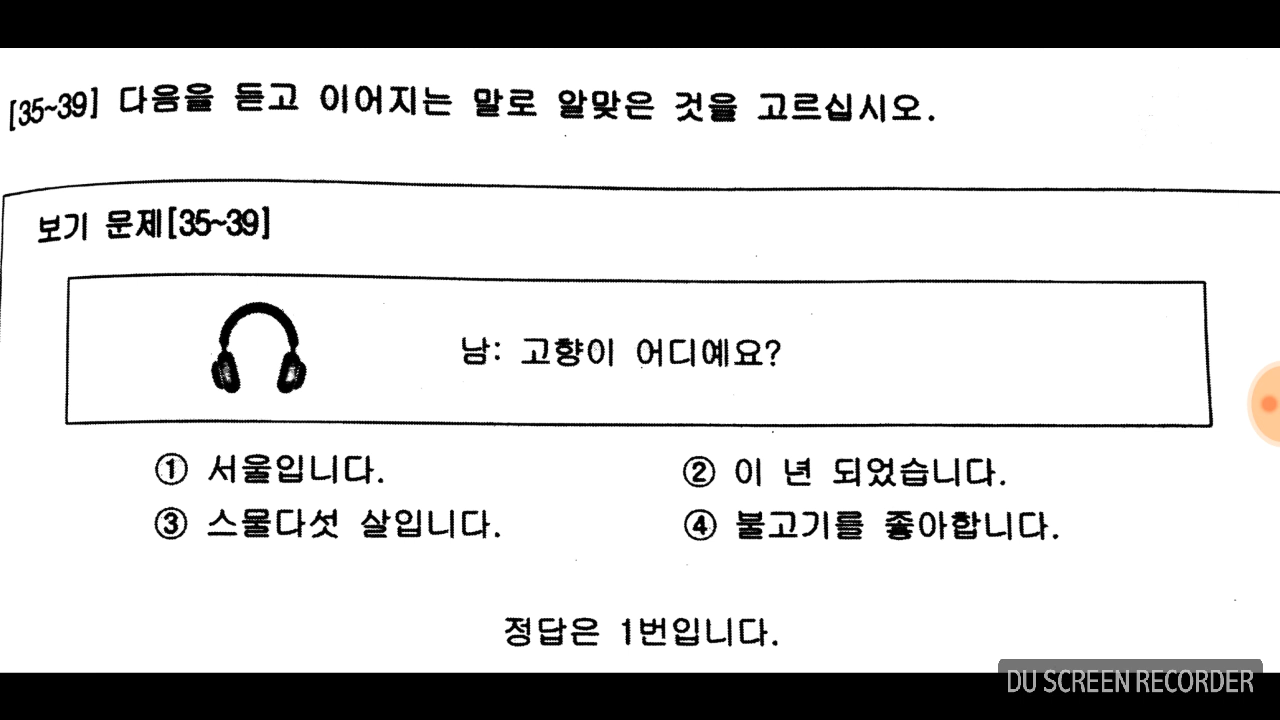 [35~39] 다음을 듣고 이어지는 말로 알맞은 것을 고르십시오.
보기 문제[35~39]
남: 고향이 어디예요?
① 서울입니다.
② 이 년 되었습니다.
③ 스물다섯 살입니다.
④ 불고기를 좋아합니다.
정답은 1번입니다.
DU SCREEN RECORDER